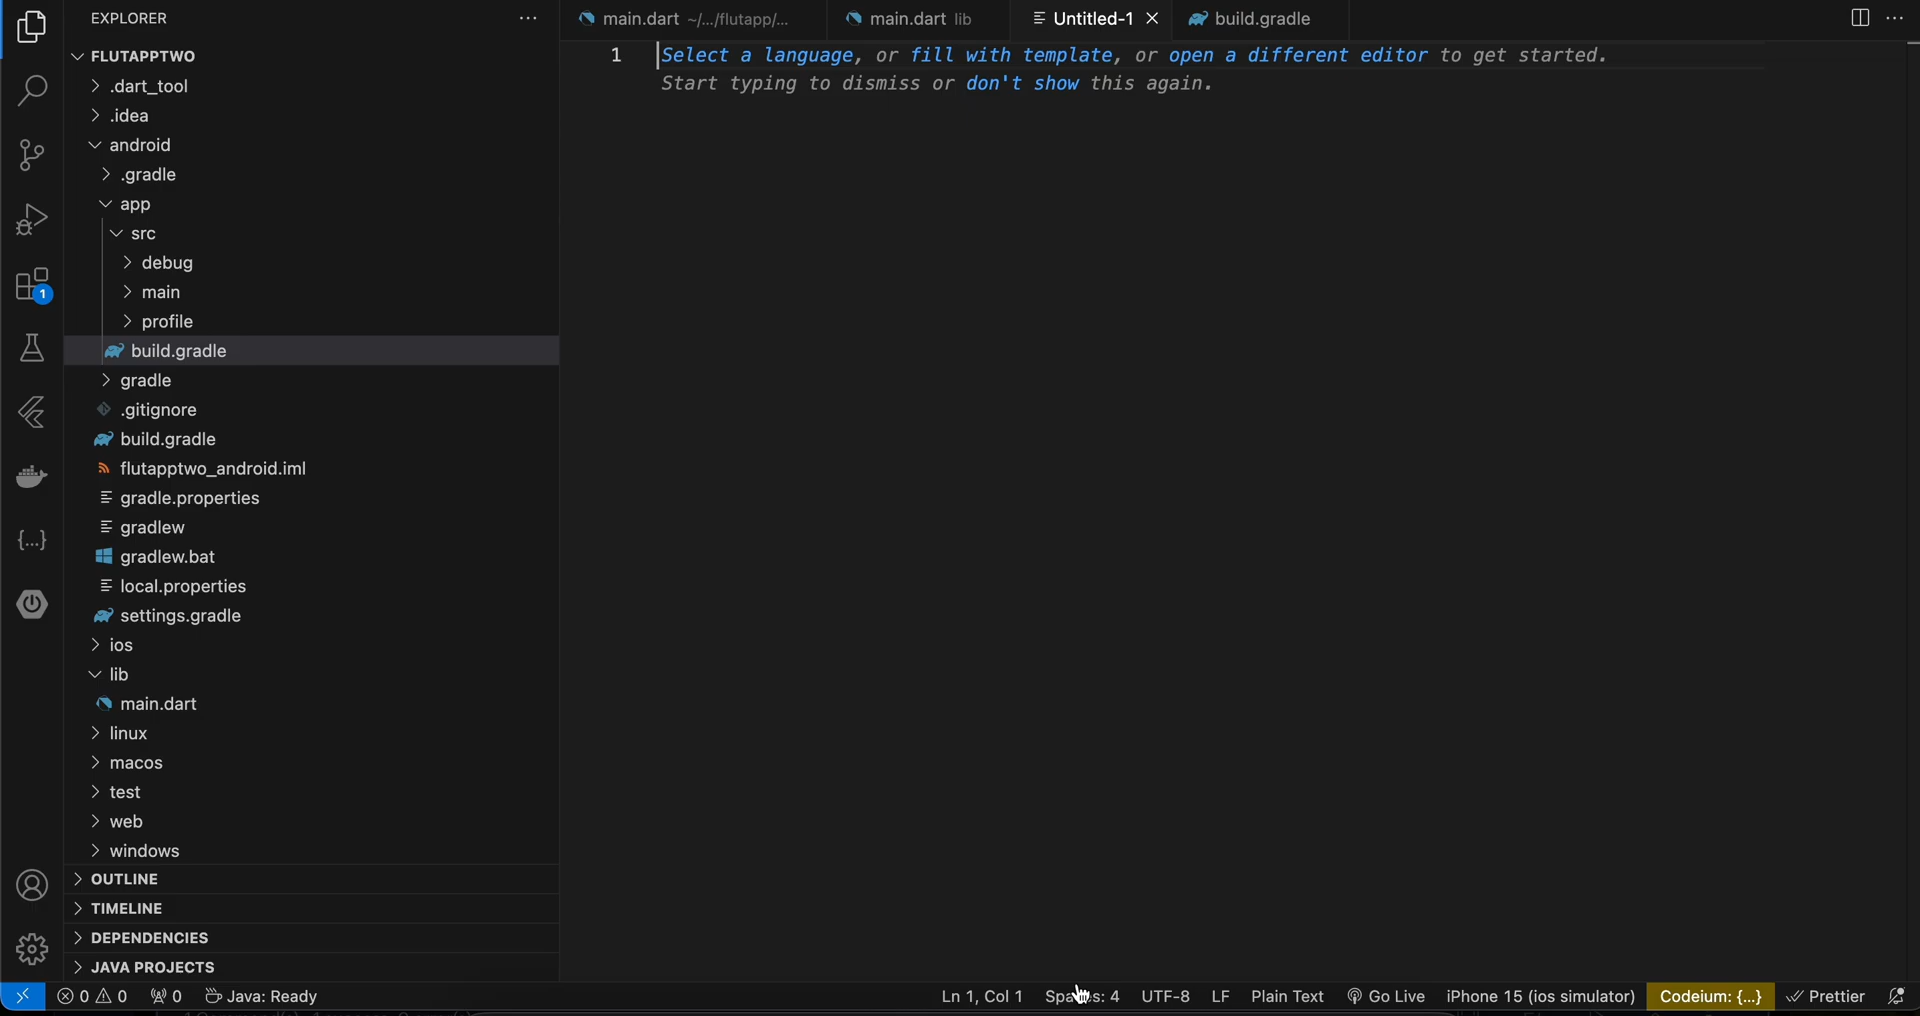 EXPLORER
FLUTAPPTWO
.dart_tool
.idea
android
.gradle
app
src
debug
main
profile
build.gradle
gradle
.gitignore
build.gradle
flutapptwo_android.iml
gradle.properties
gradlew
gradlew.bat
local.properties
settings.gradle
ios
lib
main.dart
linux
macos
test
web
windows
OUTLINE
TIMELINE
DEPENDENCIES
JAVA PROJECTS
1
main.dart ~/.../flutapp/...
main.dart lib
Untitled-1
build.gradle
1
Select a language, or fill with template, or open a different editor to get started.
Start typing to dismiss or don't show this again.
{...}
0 0 0 Java: Ready
Ln 1, Col 1 Spaces: 4 UTF-8 LF Plain Text Go Live iPhone 15 (ios simulator) Codeium: {...} Prettier